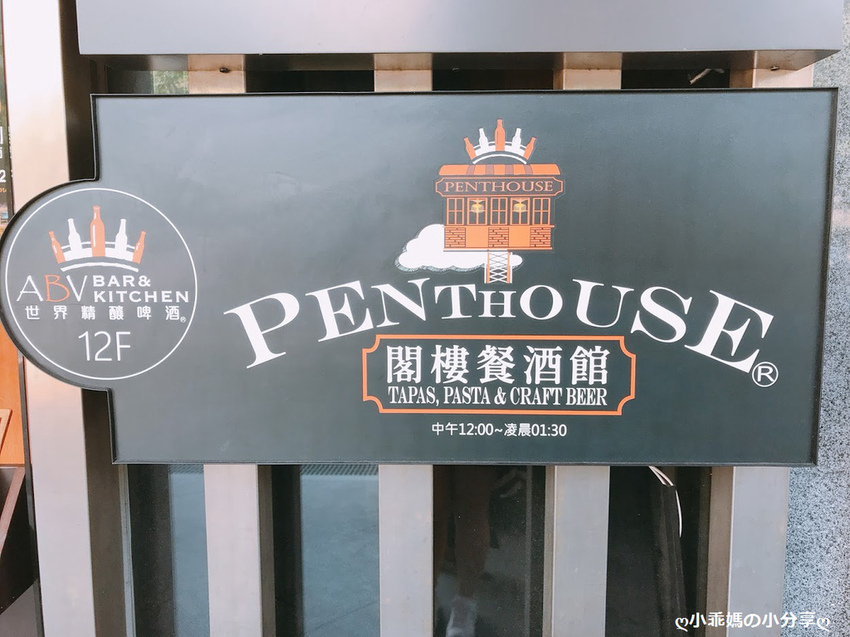 PENTHOUSE
ABV BAR& KITCHEN
世界精釀啤酒®
12F
PENTHOUSE®
閣樓餐酒館
TAPAS, PASTA & CRAFT BEER
中午12:00~凌晨01:30
ღ小乖媽の小分享ღ